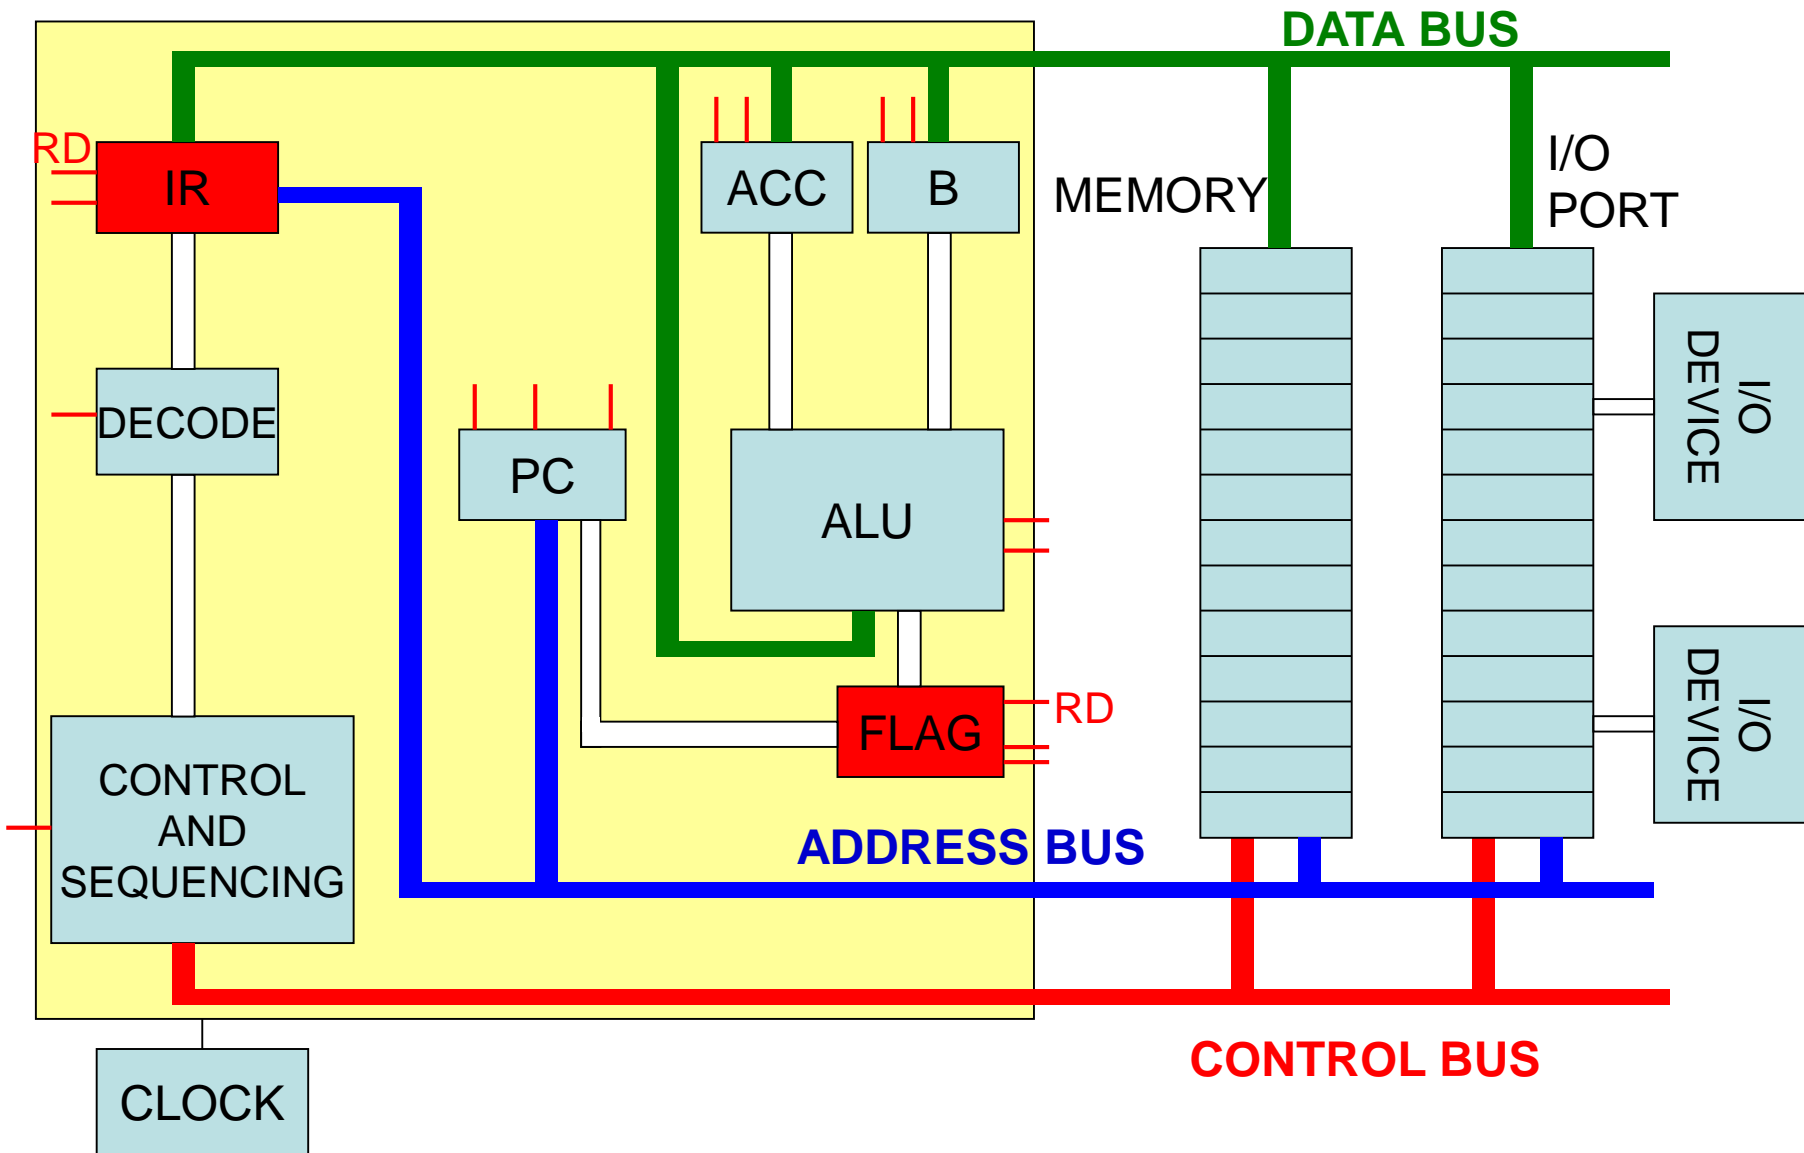 DATA BUS
RD
IR
ACC
B
MEMORY
I/O
PORT
DECODE
PC
ALU
I/O
DEVICE
FLAG
RD
I/O
DEVICE
CONTROL
AND
SEQUENCING
ADDRESS BUS
CONTROL BUS
CLOCK